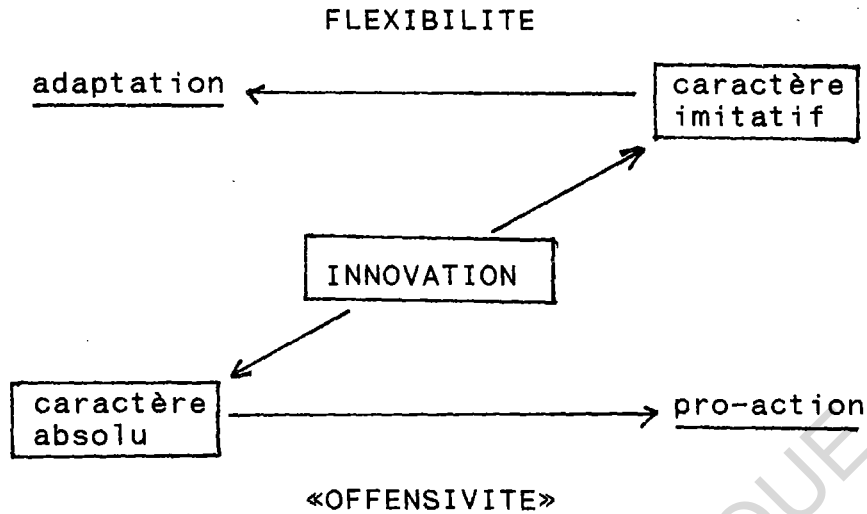 FLEXIBILITE
adaptation
caractère
imitatif
INNOVATION
caractère
absolu
pro-action
«OFFENSIVITE»